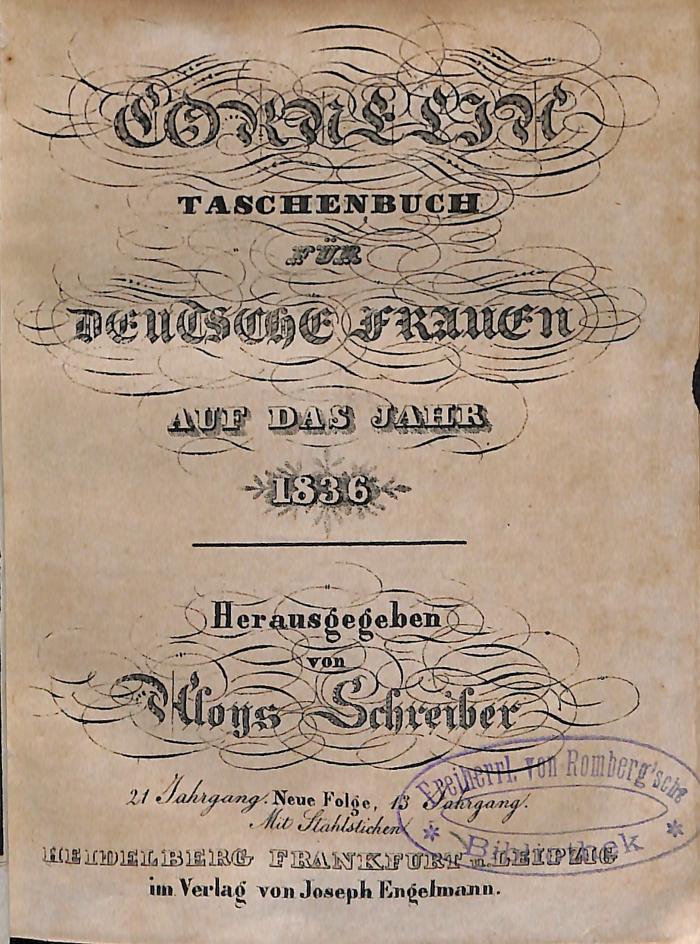 CORNELIA
TASCHENBUCH
FÜR
DEUTSCHE FRAUEN
AUF DAS JAHR
1836
Herausgegeben
von
Aloys Schreiber
21 Jahrgang. Neue Folge, 13 Jahrgang.
Mit Stahlstichen
HEIDELBERG FRANKFURT u. LEIPZIG
im Verlag von Joseph Engelmann.
Freiherrl. von Romberg'sche
* Bibliothek *